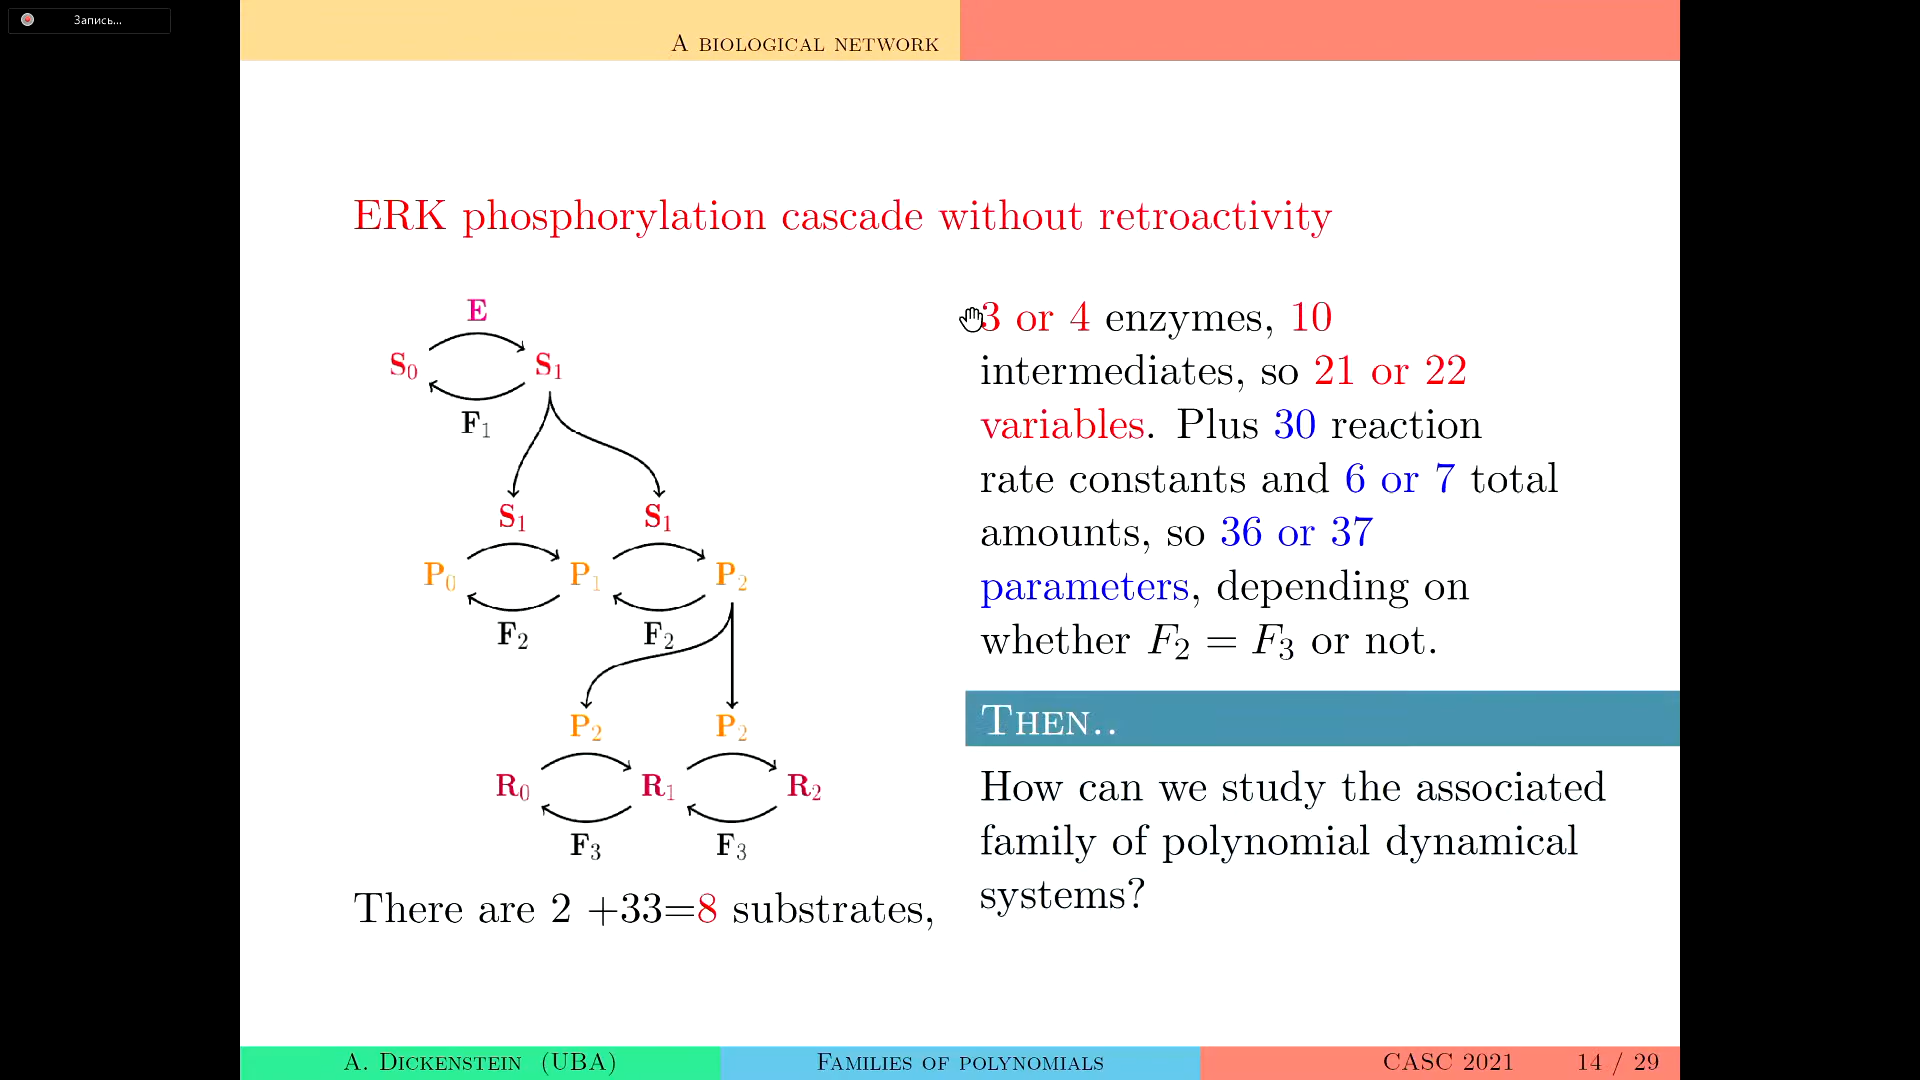 Запись...
A BIOLOGICAL NETWORK
ERK phosphorylation cascade without retroactivity
E
S0 S1
F1
S1 S1
P0 P1 P2
F2 F2
P2 P2
R0 R1 R2
F3 F3
There are 2 +33=8 substrates,
3 or 4 enzymes, 10
intermediates, so 21 or 22
variables. Plus 30 reaction
rate constants and 6 or 7 total
amounts, so 36 or 37
parameters, depending on
whether F2 = F3 or not.
THEN..
How can we study the associated
family of polynomial dynamical
systems?
A. DICKENSTEIN (UBA) FAMILIES OF POLYNOMIALS CASC 2021 14 / 29